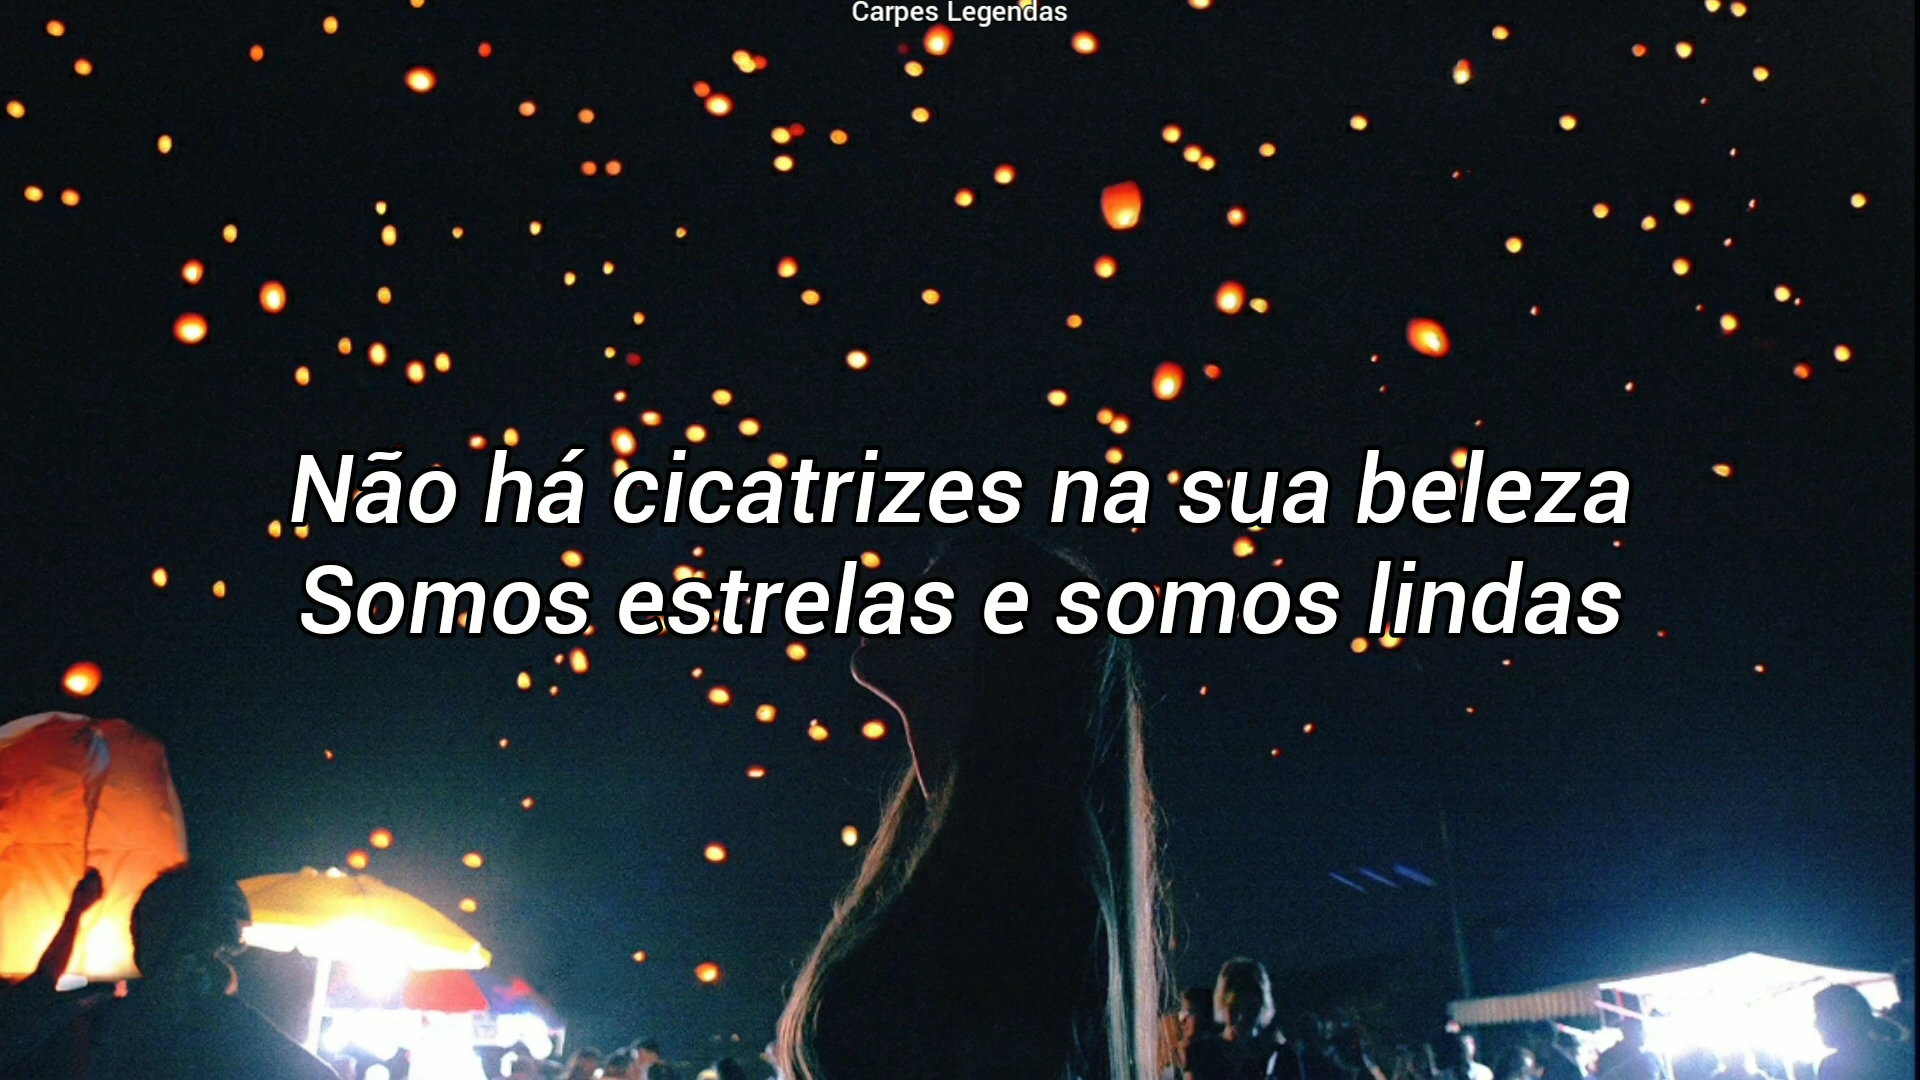 Carpes Legendas
Não há cicatrizes na sua beleza
Somos estrelas e somos lindas